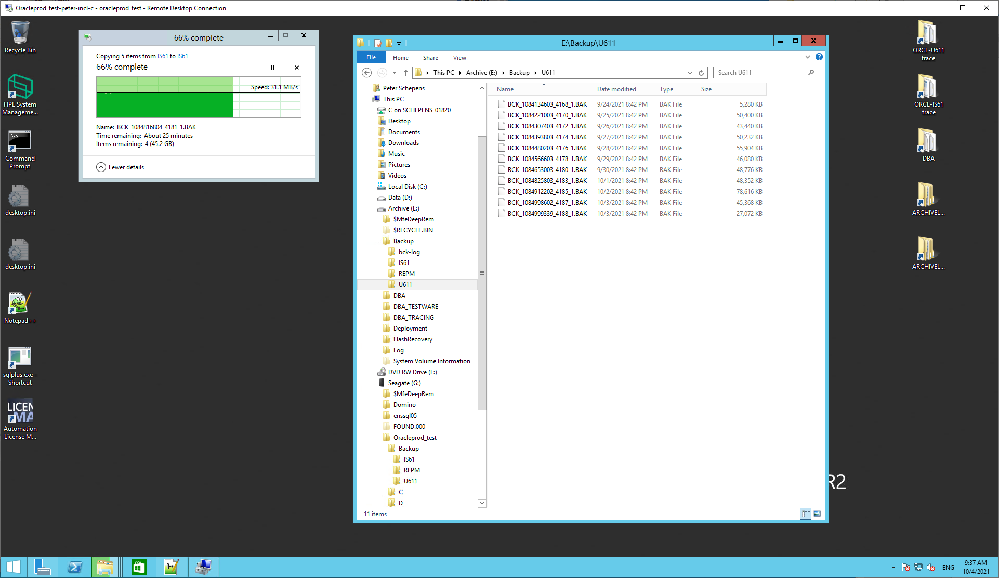 Oracleprod_test-peter-incl-c - oracleprod_test - Remote Desktop Connection
Recycle Bin
HPE System
Manageme...
C:\._
Command
Prompt
desktop.ini
desktop.ini
Notepad++
sqlplus.exe -
Shortcut
LICEN
MA
Automation
License M...
66% complete
Copying 5 items from IS61 to IS61
66% complete
Speed: 31.1 MB/s
Name: BCK_1084816804_4181_1.BAK
Time remaining: About 25 minutes
Items remaining: 4 (45.2 GB)
Fewer details
E:\Backup\U611
File Home Share View
This PC Archive (E:) Backup U611
Search U611
Peter Schepens
This PC
C on SCHEPENS_01820
Desktop
Documents
Downloads
Music
Pictures
Videos
Local Disk (C:)
Data (D:)
Archive (E:)
$MfeDeepRem
$RECYCLE.BIN
Backup
bck-log
IS61
REPM
U611
DBA
DBA_TESTWARE
DBA_TRACING
Deployment
FlashRecovery
Log
System Volume Information
DVD RW Drive (F:)
Seagate (G:)
$MfeDeepRem
Domino
enssql05
FOUND.000
Oracleprod_test
Backup
IS61
REPM
U611
C
D
Name Date modified Type Size
BCK_1084134603_4168_1.BAK 9/24/2021 8:42 PM BAK File 5,280 KB
BCK_1084221003_4170_1.BAK 9/25/2021 8:42 PM BAK File 50,400 KB
BCK_1084307403_4172_1.BAK 9/26/2021 8:42 PM BAK File 43,440 KB
BCK_1084393803_4174_1.BAK 9/27/2021 8:42 PM BAK File 50,232 KB
BCK_1084480203_4176_1.BAK 9/28/2021 8:42 PM BAK File 55,904 KB
BCK_1084566603_4178_1.BAK 9/29/2021 8:42 PM BAK File 46,080 KB
BCK_1084653003_4180_1.BAK 9/30/2021 8:42 PM BAK File 48,776 KB
BCK_1084825803_4183_1.BAK 10/1/2021 8:42 PM BAK File 48,352 KB
BCK_1084912202_4185_1.BAK 10/2/2021 8:42 PM BAK File 78,616 KB
BCK_1084998602_4187_1.BAK 10/3/2021 8:42 PM BAK File 45,368 KB
BCK_1084999339_4188_1.BAK 10/3/2021 8:42 PM BAK File 27,072 KB
11 items
ORCL-U611
trace
ORCL-IS61
trace
DBA
ARCHIVEL...
ARCHIVEL...
R2
ENG
9:37 AM
10/4/2021